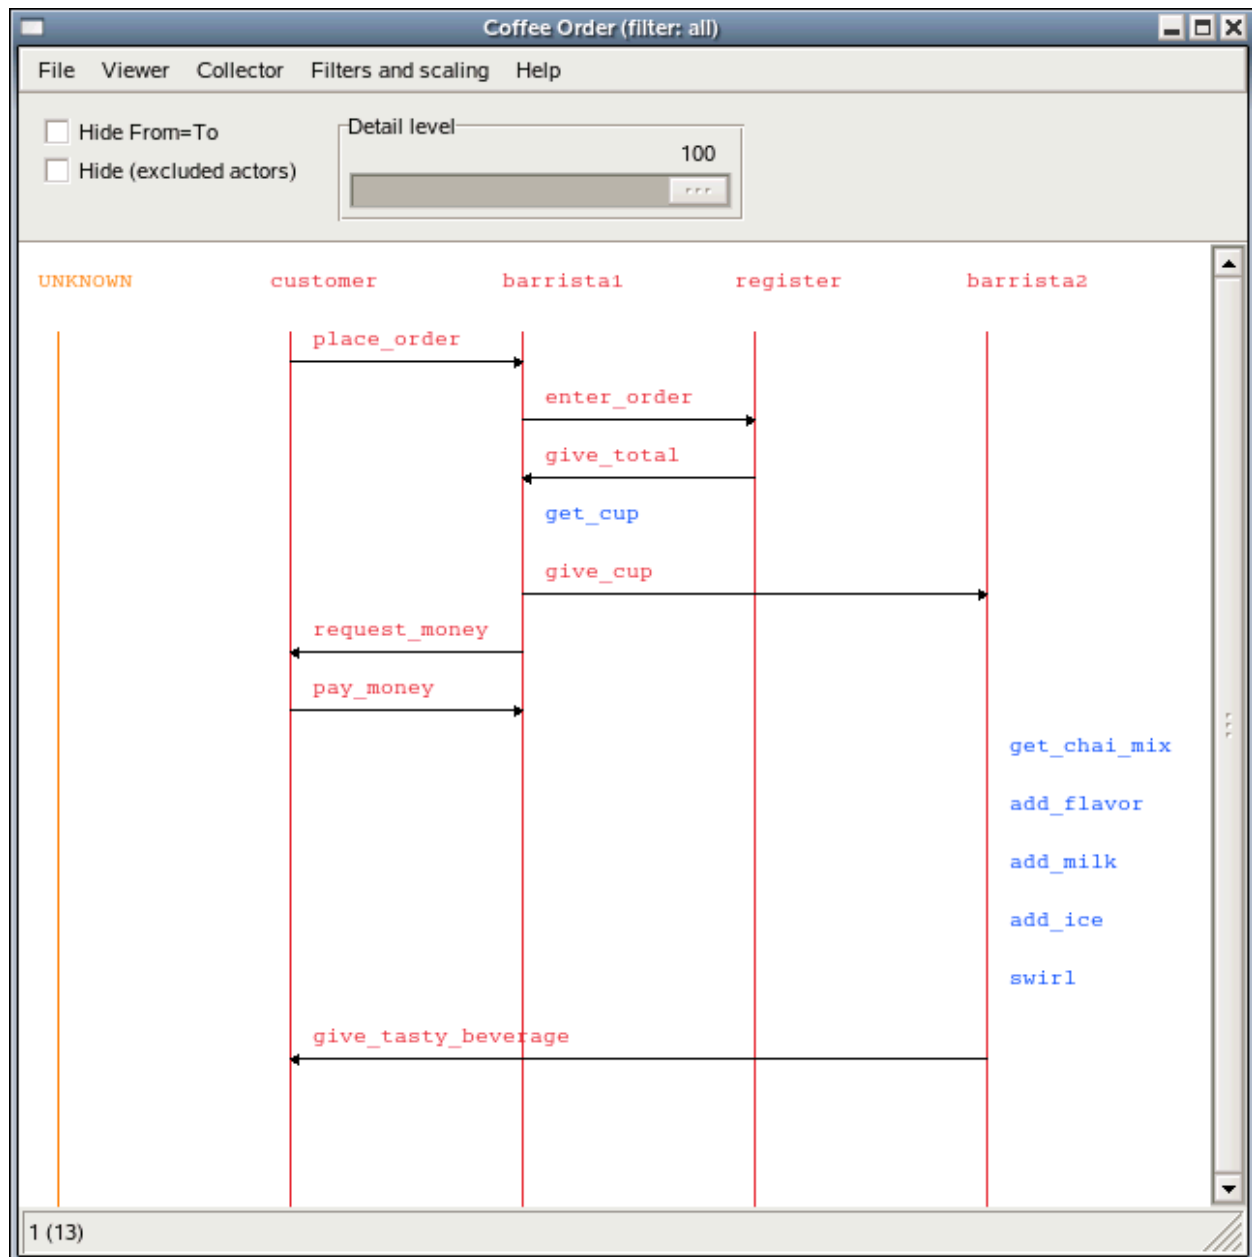 Coffee Order (filter: all)
File Viewer Collector Filters and scaling Help
Hide From=To
Hide (excluded actors)
Detail level
100
UNKNOWN customer barrista1 register barrista2
place_order
enter_order
give_total
get_cup
give_cup
request_money
pay_money
get_chai_mix
add_flavor
add_milk
add_ice
swirl
give_tasty_beverage
1 (13)